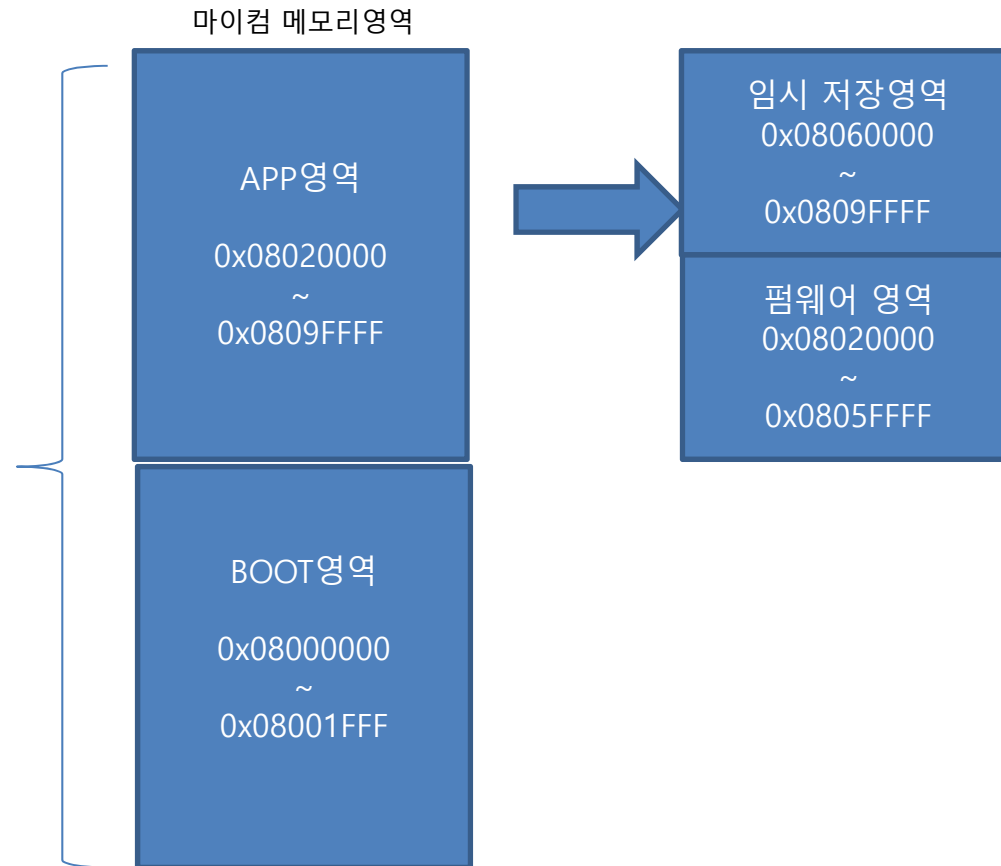 마이컴 메모리영역
APP영역
0x08020000
~
0x0809FFFF
BOOT영역
0x08000000
~
0x08001FFF
임시 저장영역
0x08060000
~
0x0809FFFF
펌웨어 영역
0x08020000
~
0x0805FFFF